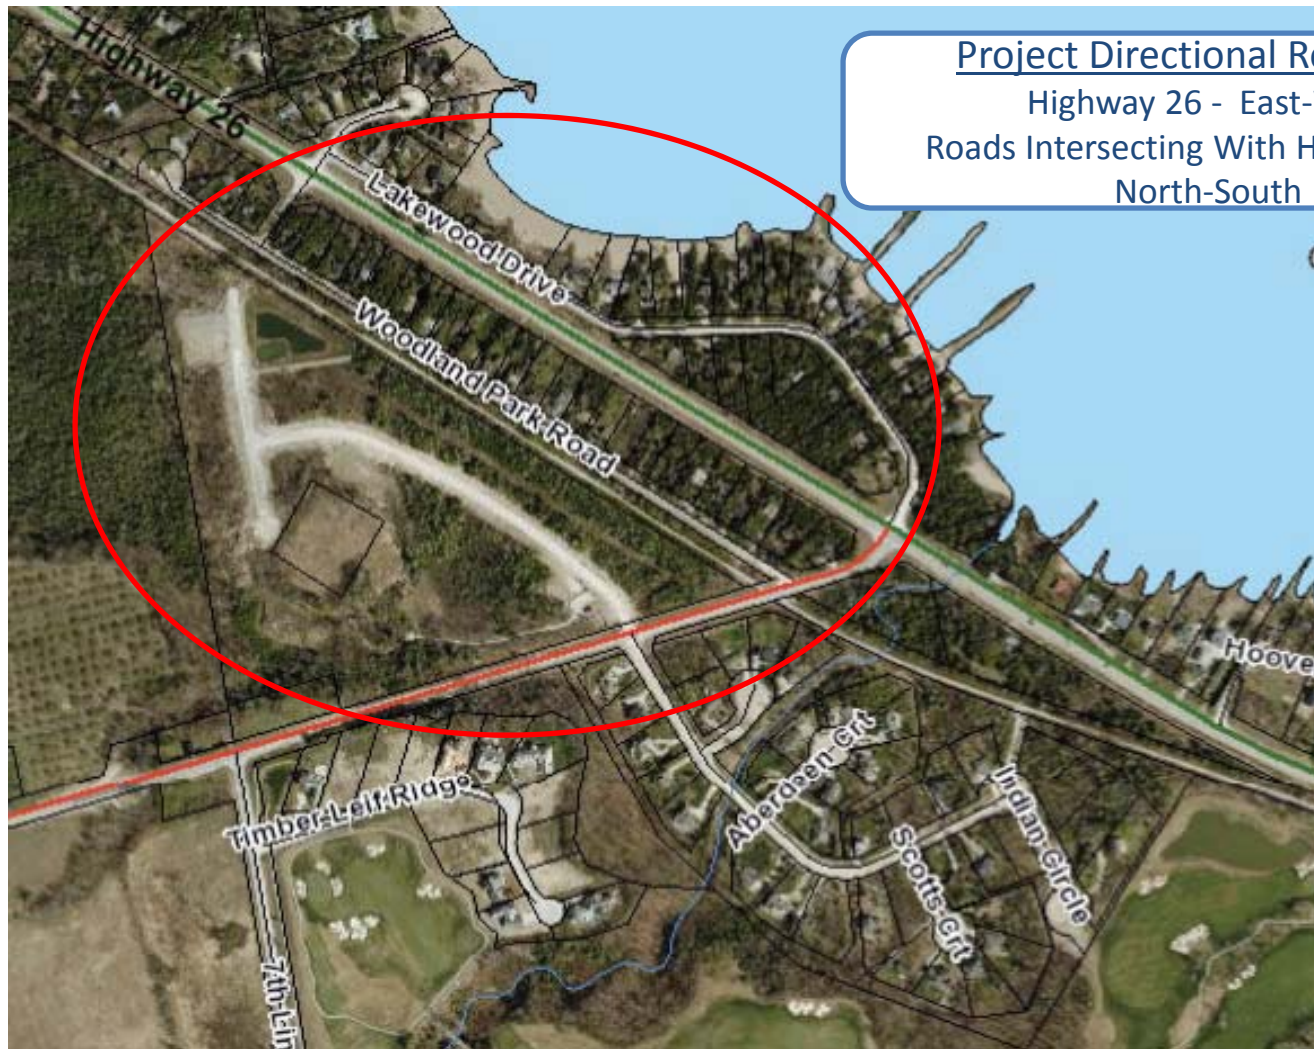 Project Directional R
Highway 26 - East-
Roads Intersecting With H
North-South
Highway 26
Lakewood Drive
Woodland Park Road
Hoove
Aberdeen Crt
Timber Leif Ridge
Indian Circle
Scotts Crt
7th Lin